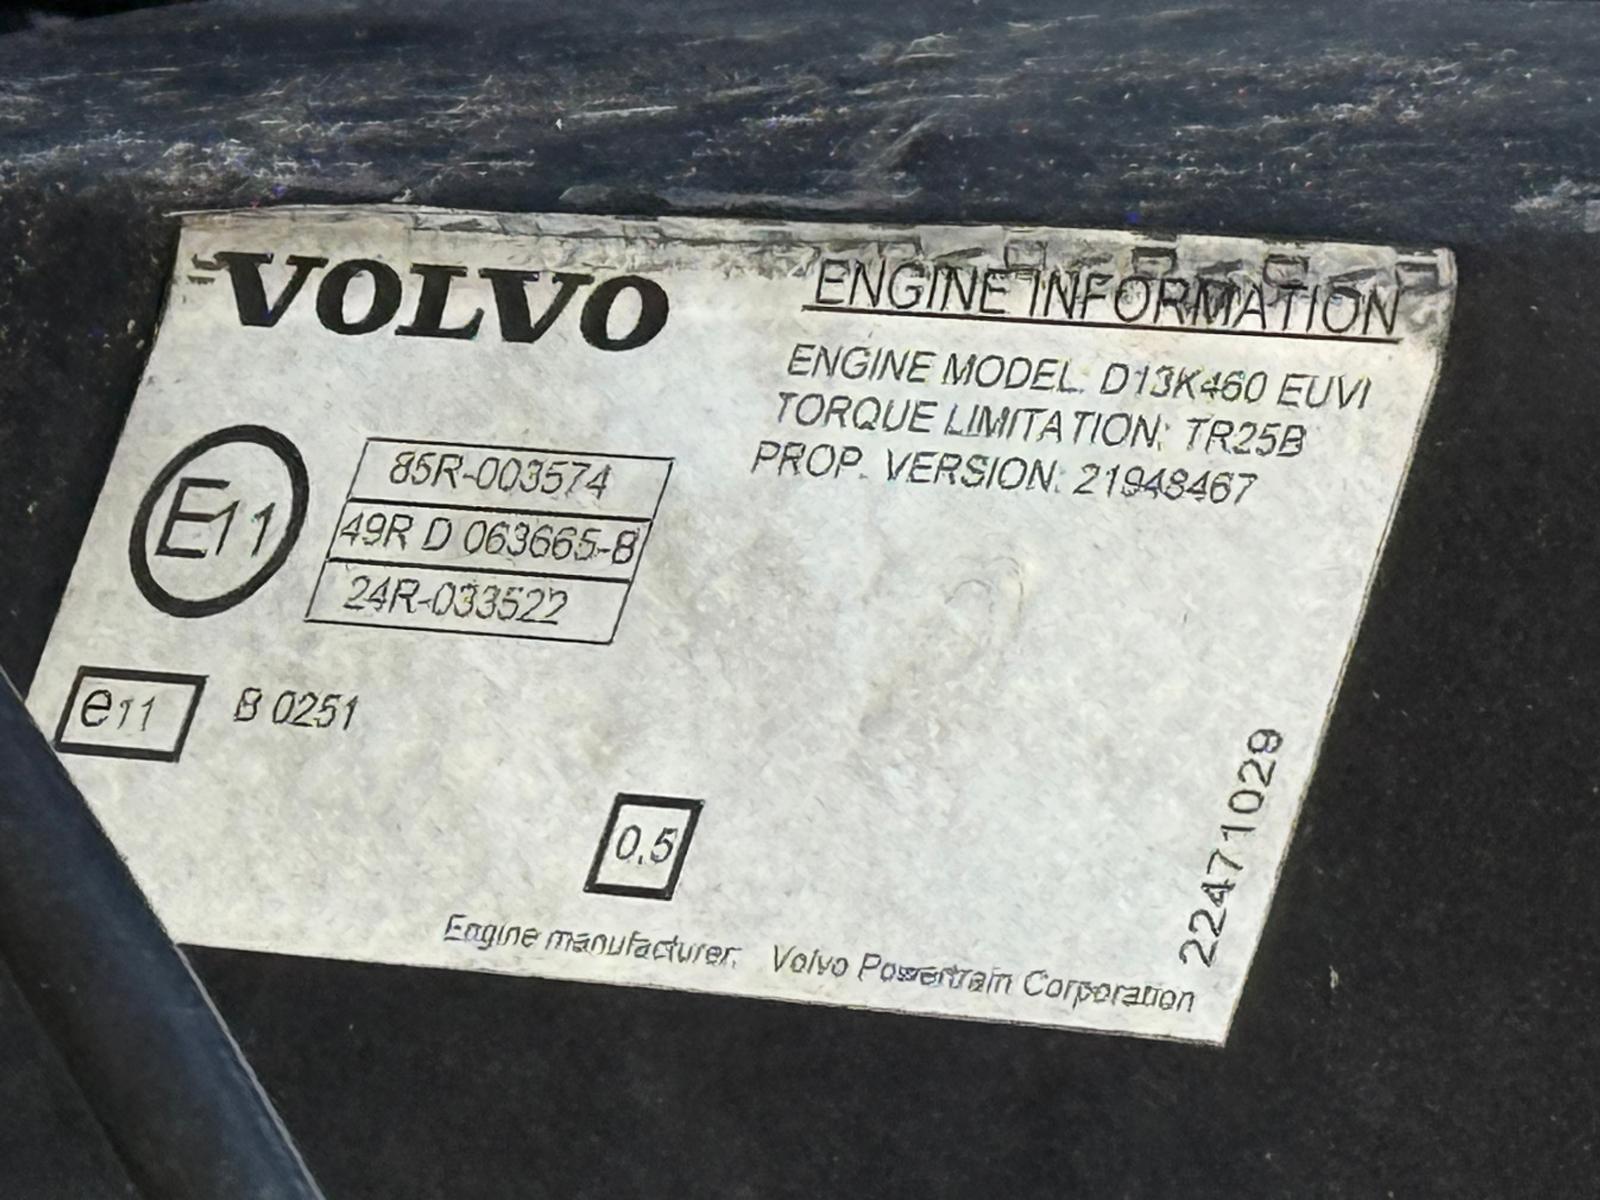 VOLVO
ENGINE INFORMATION
ENGINE MODEL: D13K460 EUVI
TORQUE LIMITATION: TR25B
PROP. VERSION: 21948467
E11
85R-003574
49R D 063665-B
24R-033522
e11 B 0251
0.5
22471029
Engine manufacturer: Volvo Powertrain Corporation